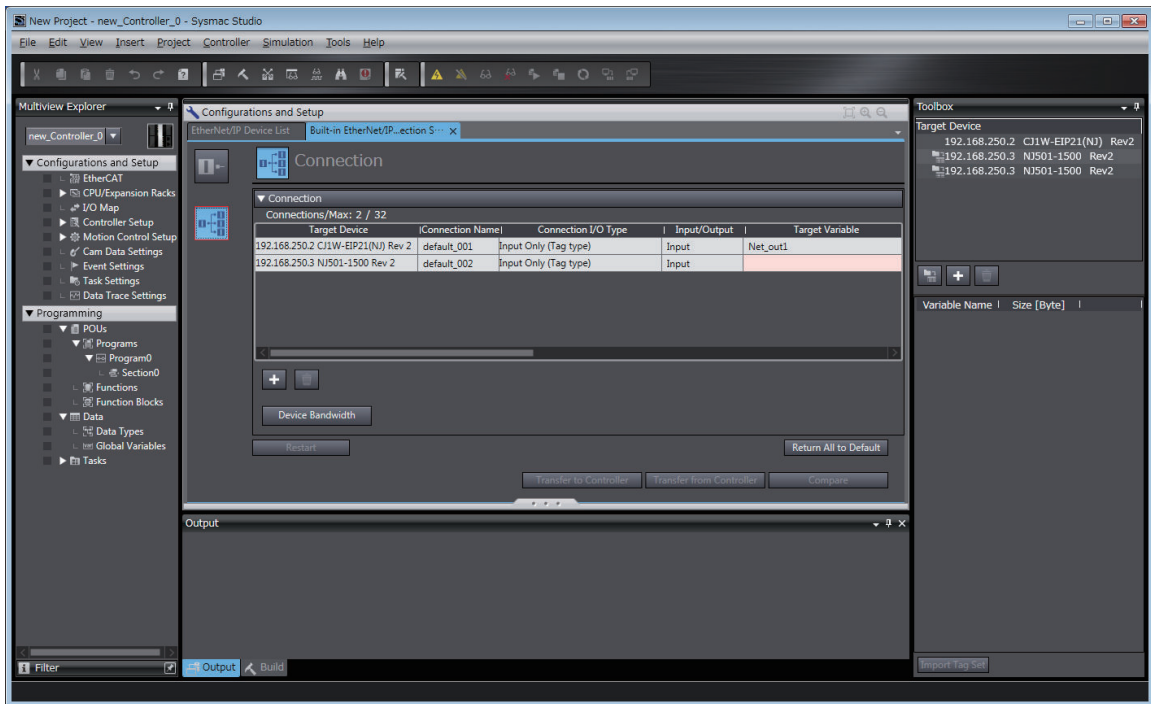 New Project - new_Controller_0 - Sysmac Studio
File Edit View Insert Project Controller Simulation Tools Help
Multiview Explorer
new_Controller_0
Configurations and Setup
EtherCAT
CPU/Expansion Racks
I/O Map
Controller Setup
Motion Control Setup
Cam Data Settings
Event Settings
Task Settings
Data Trace Settings
Programming
POUs
Programs
Program0
Section0
Functions
Function Blocks
Data
Data Types
Global Variables
Tasks
Filter
Configurations and Setup
EtherNet/IP Device List Built-in EtherNet/IP...ection S···
Connection
Connection
Connections/Max: 2 / 32
Target Device Connection Name Connection I/O Type Input/Output Target Variable
192.168.250.2 CJ1W-EIP21(NJ) Rev 2 default_001 Input Only (Tag type) Input Net_out1
192.168.250.3 NJ501-1500 Rev 2 default_002 Input Only (Tag type) Input
Device Bandwidth
Restart Return All to Default
Transfer to Controller Transfer from Controller Compare
Output
Output Build
Toolbox
Target Device
192.168.250.2 CJ1W-EIP21(NJ) Rev2
192.168.250.3 NJ501-1500 Rev2
192.168.250.3 NJ501-1500 Rev2
Variable Name Size [Byte]
Import Tag Set